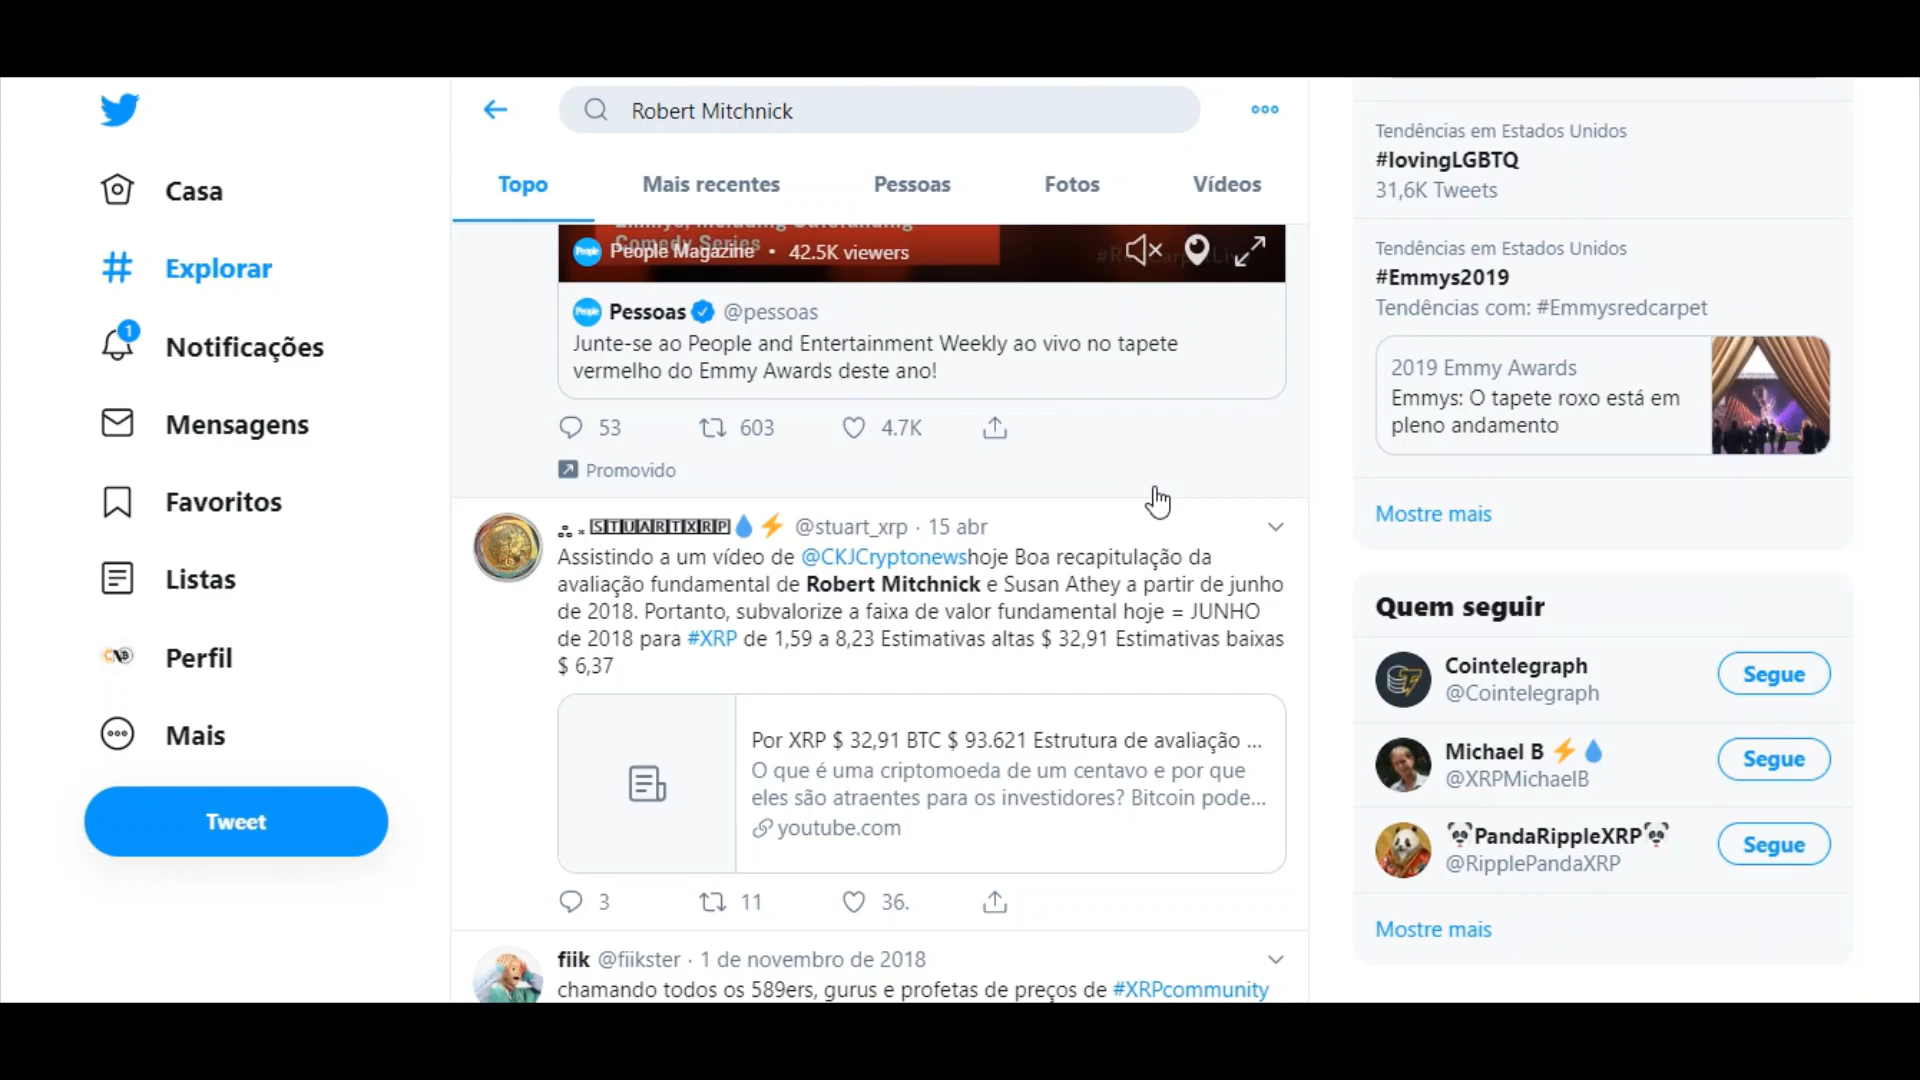 Robert Mitchnick
Topo
Mais recentes
Pessoas
Fotos
Vídeos
Casa
Explorar
1
Notificações
Mensagens
Favoritos
Listas
Perfil
Mais
Tweet
Comedy Series
People Magazine • 42.5K viewers
Pessoas @pessoas
Junte-se ao People and Entertainment Weekly ao vivo no tapete
vermelho do Emmy Awards deste ano!
53 603 4.7K
Promovido
STUARTXRP💧⚡ @stuart_xrp · 15 abr
Assistindo a um vídeo de @CKJCryptonewshoje Boa recapitulação da
avaliação fundamental de Robert Mitchnick e Susan Athey a partir de junho
de 2018. Portanto, subvalorize a faixa de valor fundamental hoje = JUNHO
de 2018 para #XRP de 1,59 a 8,23 Estimativas altas $ 32,91 Estimativas baixas
$ 6,37
Por XRP $ 32,91 BTC $ 93.621 Estrutura de avaliação ...
O que é uma criptomoeda de um centavo e por que
eles são atraentes para os investidores? Bitcoin pode...
youtube.com
3 11 36.
fiik @fiikster · 1 de novembro de 2018
chamando todos os 589ers, gurus e profetas de preços de #XRPcommunity
Tendências em Estados Unidos
#lovingLGBTQ
31,6K Tweets
Tendências em Estados Unidos
#Emmys2019
Tendências com: #Emmysredcarpet
2019 Emmy Awards
Emmys: O tapete roxo está em
pleno andamento
Mostre mais
Quem seguir
Cointelegraph
@Cointelegraph
Segue
Michael B ⚡💧
@XRPMichaelB
Segue
🐼PandaRippleXRP🐼
@RipplePandaXRP
Segue
Mostre mais